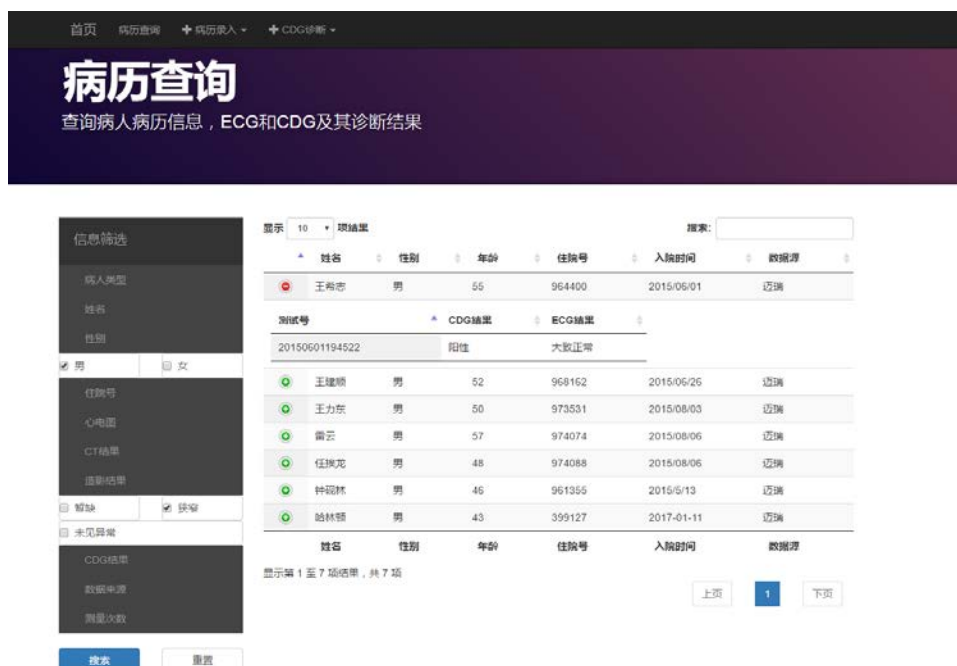 首页 病历查询 病历录入 CDG诊断
病历查询
查询病人病历信息，ECG和CDG及其诊断结果
信息筛选
病人类型
姓名
性别
男 女
住院号
心电图
CT结果
造影结果
暂缺 狭窄
未见异常
CDG结果
数据来源
测量次数
搜索 重置
显示 10 项结果 搜索:
姓名 性别 年龄 住院号 入院时间 数据源
王希志 男 55 964400 2015/06/01 迈瑞
测试号 CDG结果 ECG结果
20150601194522 阳性 大致正常
王建顺 男 52 968162 2015/06/26 迈瑞
王力东 男 50 973531 2015/08/03 迈瑞
雷云 男 57 974074 2015/08/06 迈瑞
男 48 974088 2015/08/06 迈瑞
钟砚林 男 46 961355 2015/5/13 迈瑞
哈林顿 男 43 399127 2017-01-11 迈瑞
姓名 性别 年龄 住院号 入院时间 数据源
显示第 1 至 7 项结果，共 7 项
上页 1 下页